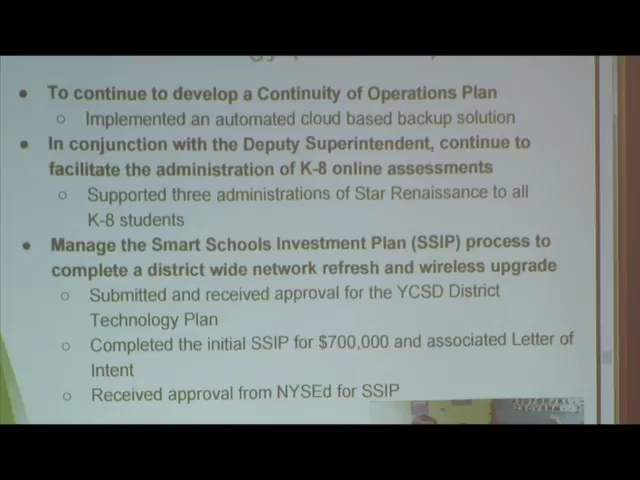 • To continue to develop a Continuity of Operations Plan
○ Implemented an automated cloud based backup solution
• In conjunction with the Deputy Superintendent, continue to
facilitate the administration of K-8 online assessments
○ Supported three administrations of Star Renaissance to all
K-8 students
• Manage the Smart Schools Investment Plan (SSIP) process to
complete a district wide network refresh and wireless upgrade
○ Submitted and received approval for the YCSD District
Technology Plan
○ Completed the initial SSIP for $700,000 and associated Letter of
Intent
○ Received approval from NYSEd for SSIP